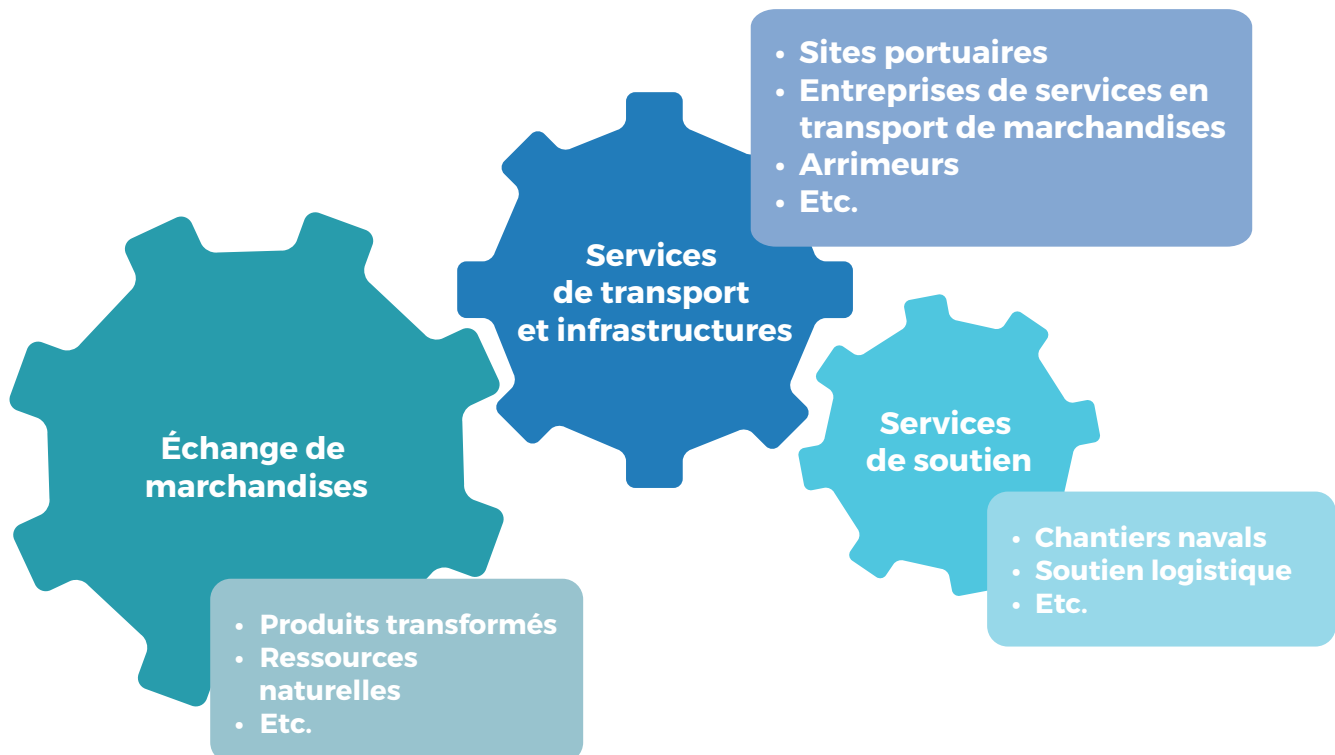 Échange de
marchandises
• Produits transformés
• Ressources
naturelles
• Etc.
Services
de transport
et infrastructures
• Sites portuaires
• Entreprises de services en
transport de marchandises
• Arrimeurs
• Etc.
Services
de soutien
• Chantiers navals
• Soutien logistique
• Etc.